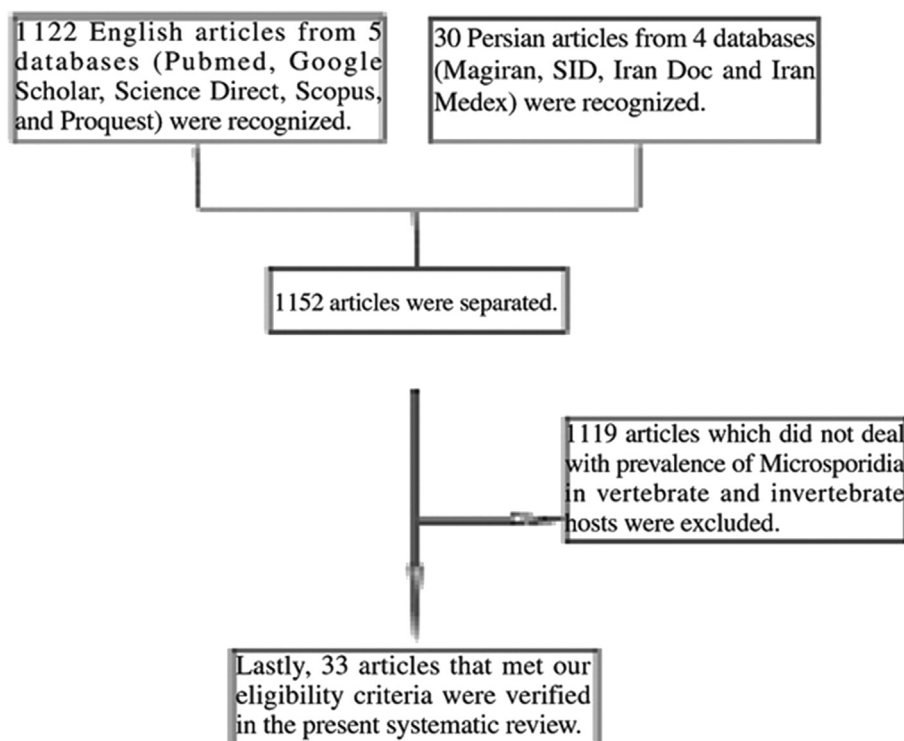 1122 English articles from 5
databases (Pubmed, Google
Scholar, Science Direct, Scopus,
and Proquest) were recognized.
30 Persian articles from 4 databases
(Magiran, SID, Iran Doc and Iran
Medex) were recognized.
1152 articles were separated.
1119 articles which did not deal
with prevalence of Microsporidia
in vertebrate and invertebrate
hosts were excluded.
Lastly, 33 articles that met our
eligibility criteria were verified
in the present systematic review.